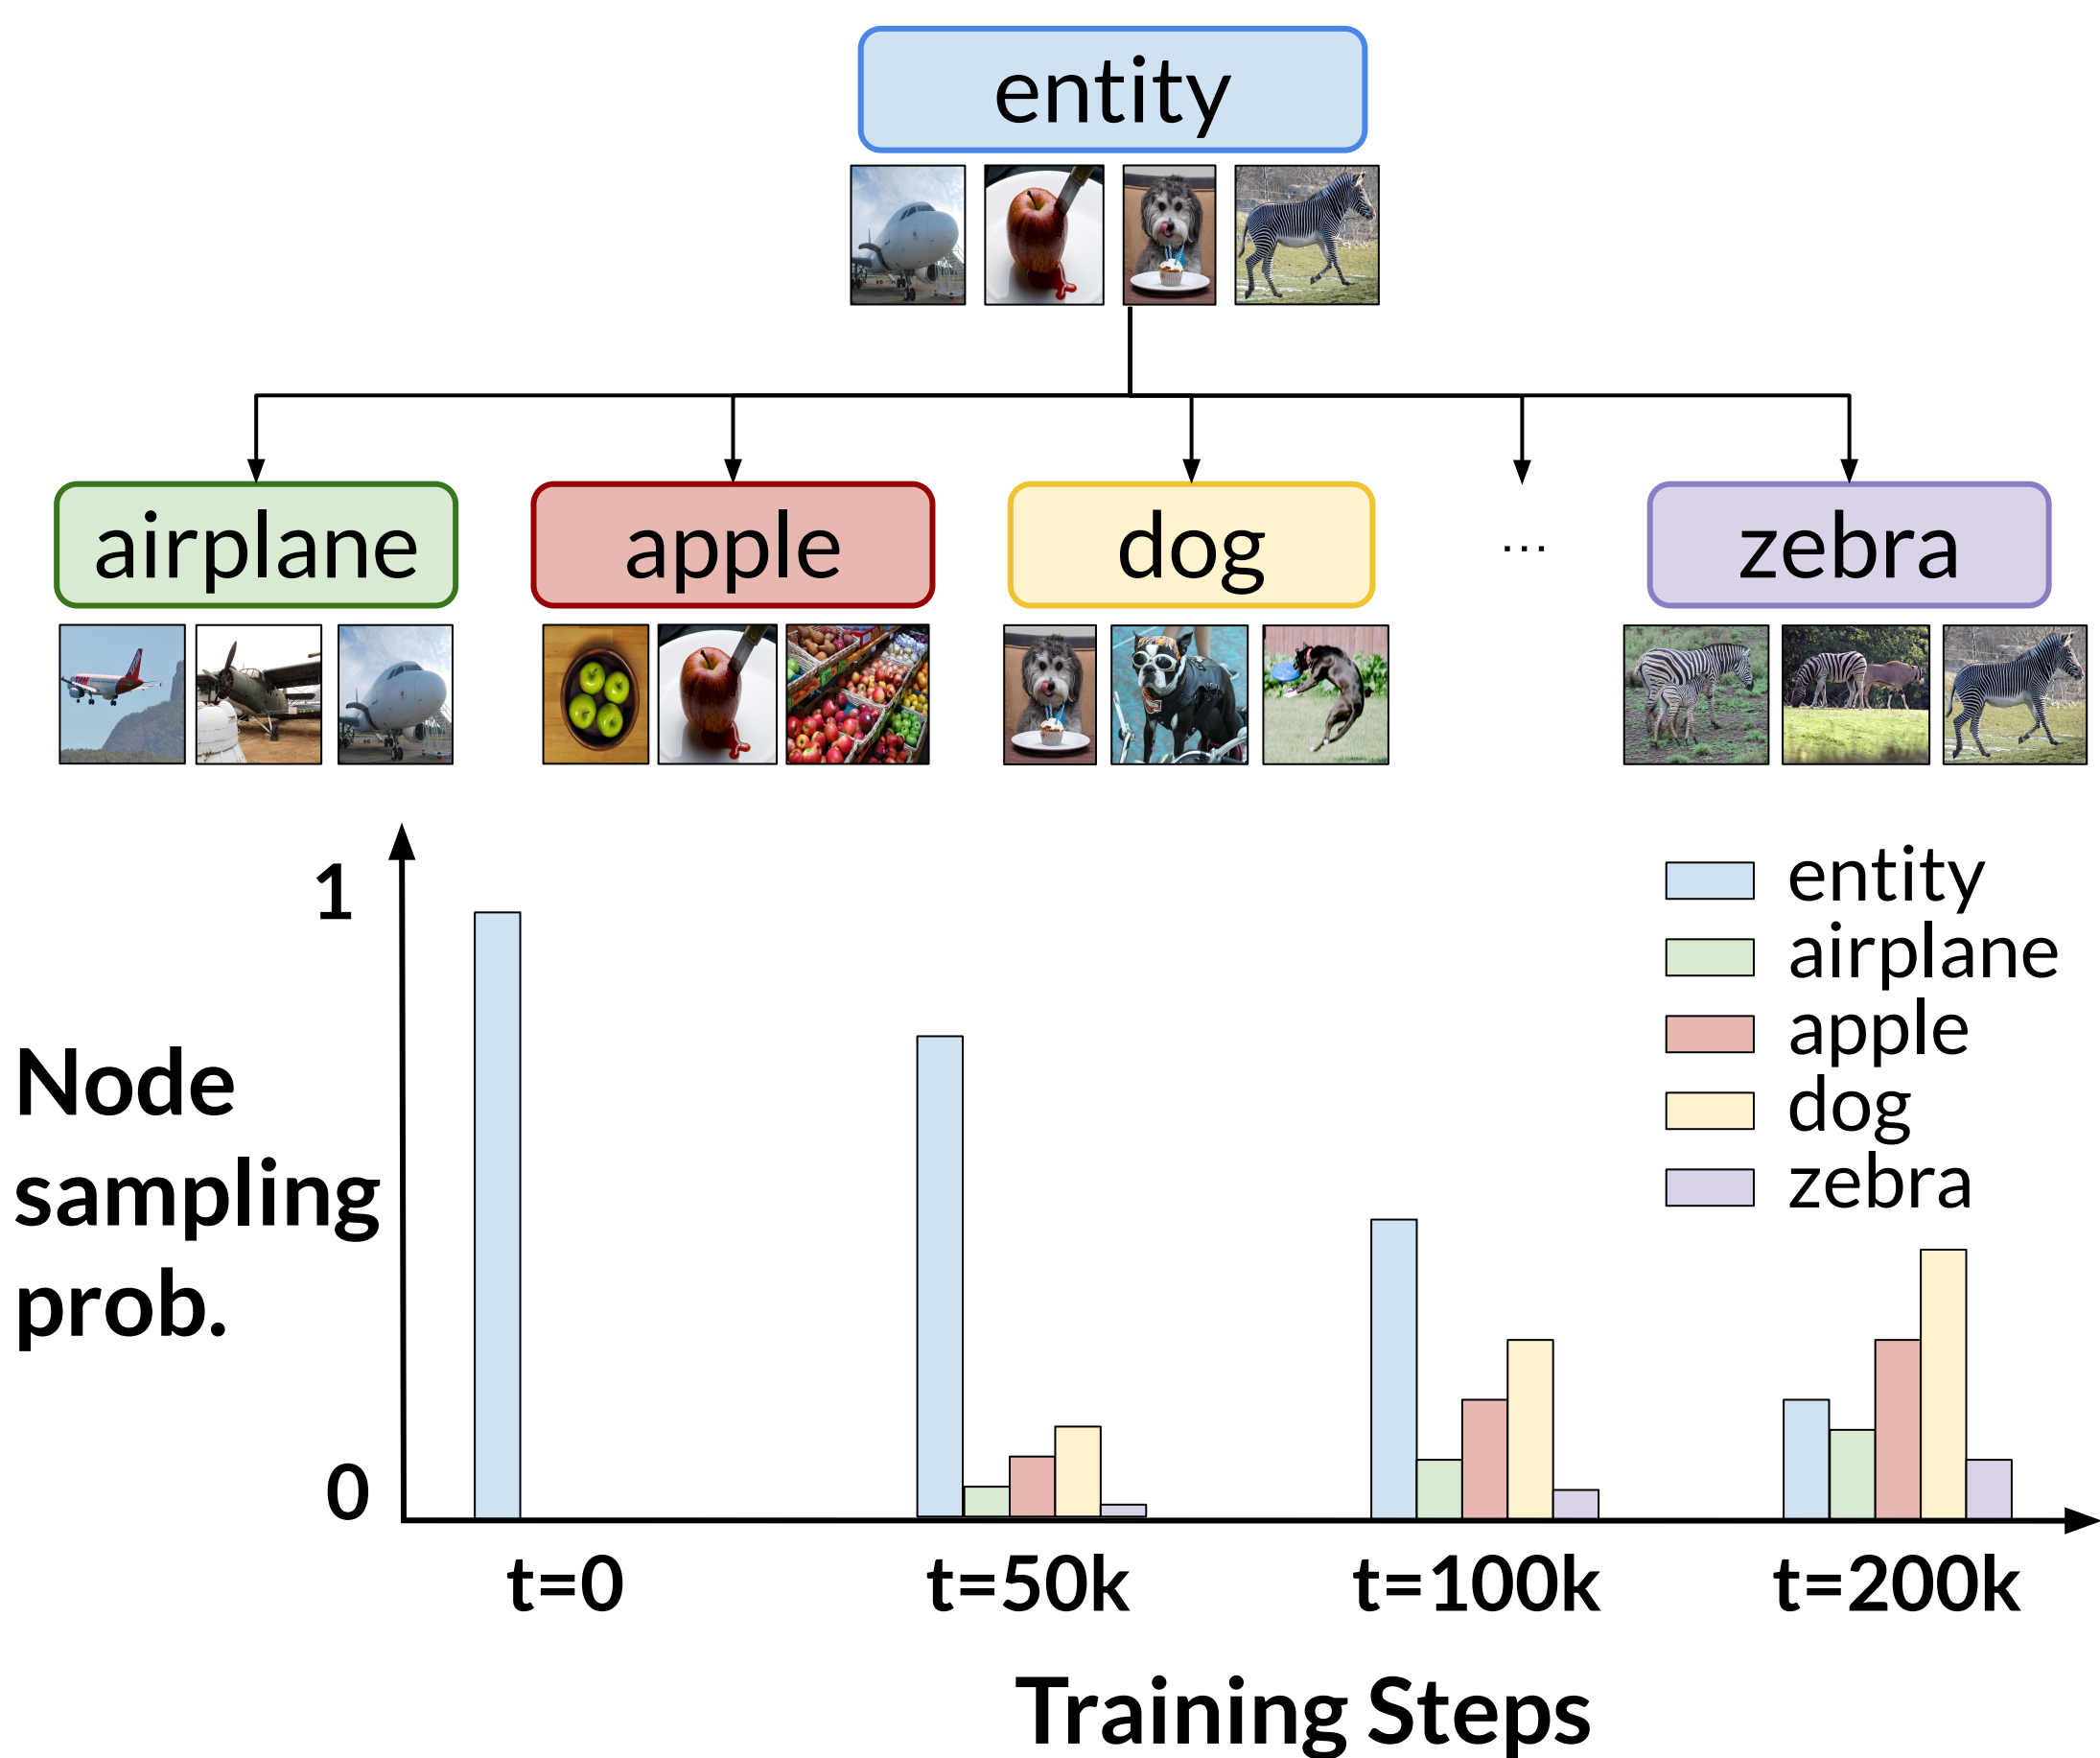 entity
airplane
apple
dog
...
zebra
1
entity
airplane
apple
dog
zebra
Node
sampling
prob.
0
t=0
t=50k
t=100k
t=200k
Training Steps